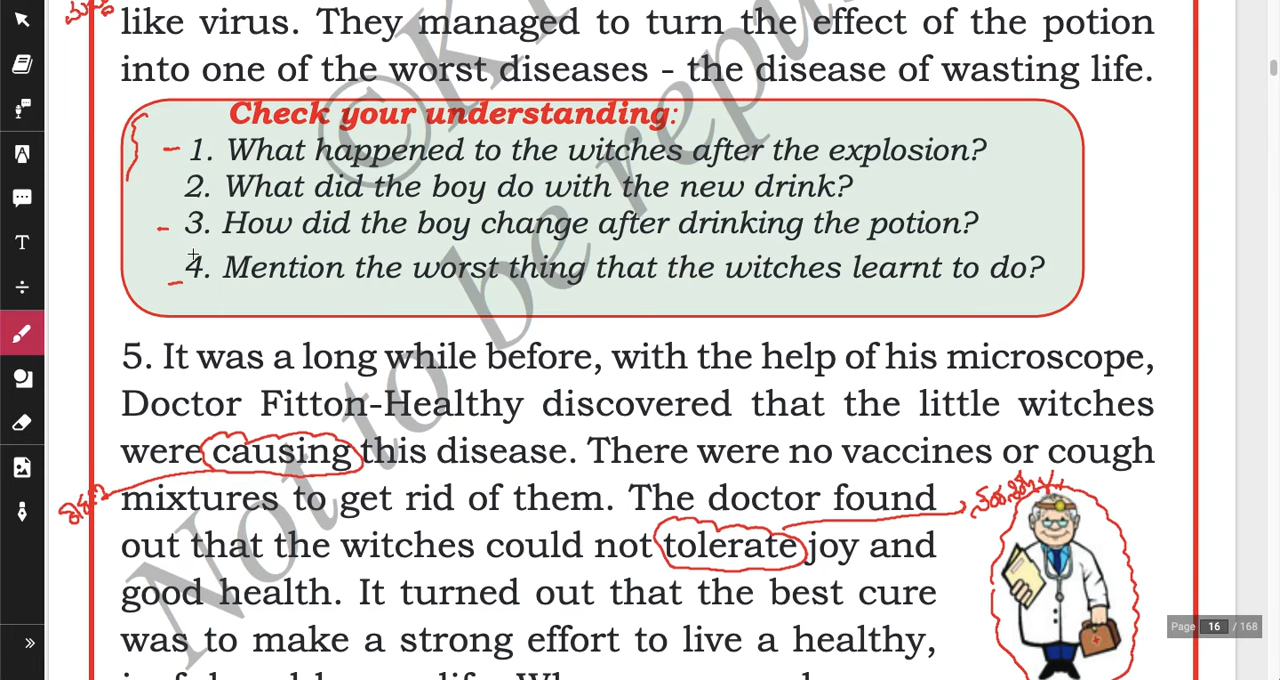 like virus. They managed to turn the effect of the potion
into one of the worst diseases - the disease of wasting life.
Check your understanding:
1. What happened to the witches after the explosion?
2. What did the boy do with the new drink?
3. How did the boy change after drinking the potion?
4. Mention the worst thing that the witches learnt to do?
5. It was a long while before, with the help of his microscope,
Doctor Fitton-Healthy discovered that the little witches
were causing this disease. There were no vaccines or cough
mixtures to get rid of them. The doctor found
out that the witches could not tolerate joy and
good health. It turned out that the best cure
was to make a strong effort to live a healthy,
Not to be
Page 16 / 168